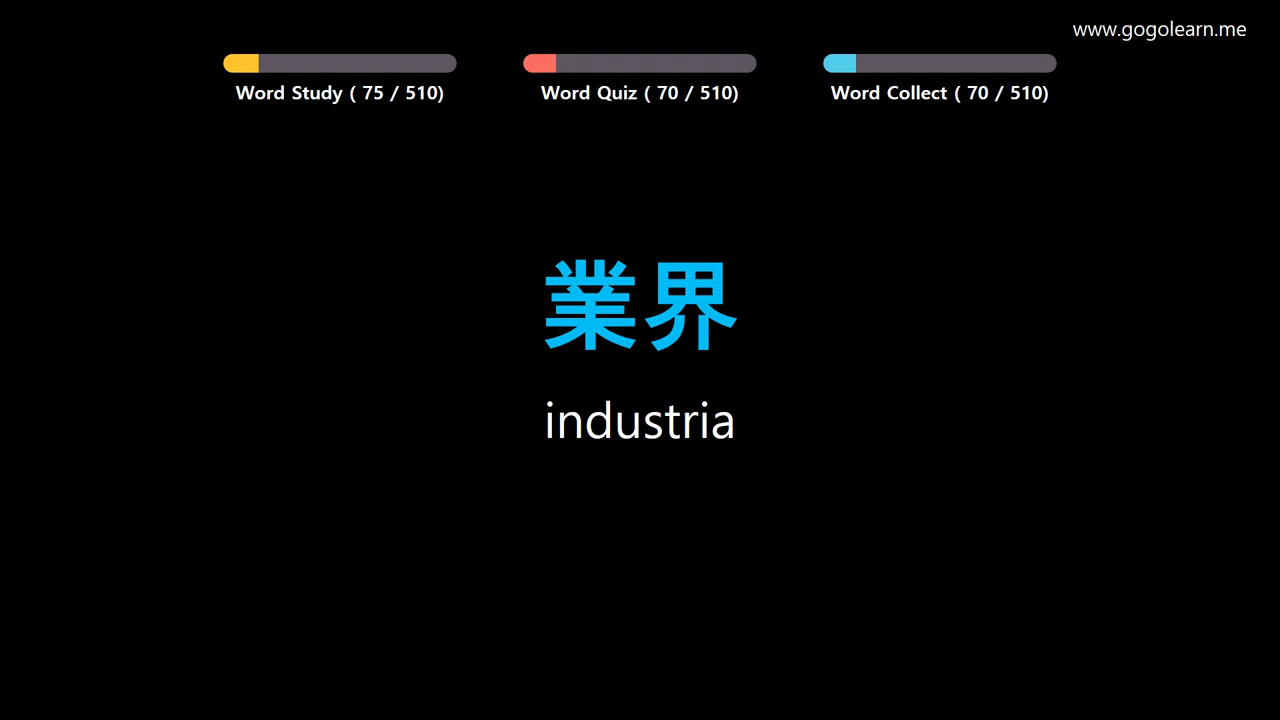 www.gogolearn.me
Word Study ( 75 / 510)
Word Quiz ( 70 / 510)
Word Collect ( 70 / 510)
業界
industria